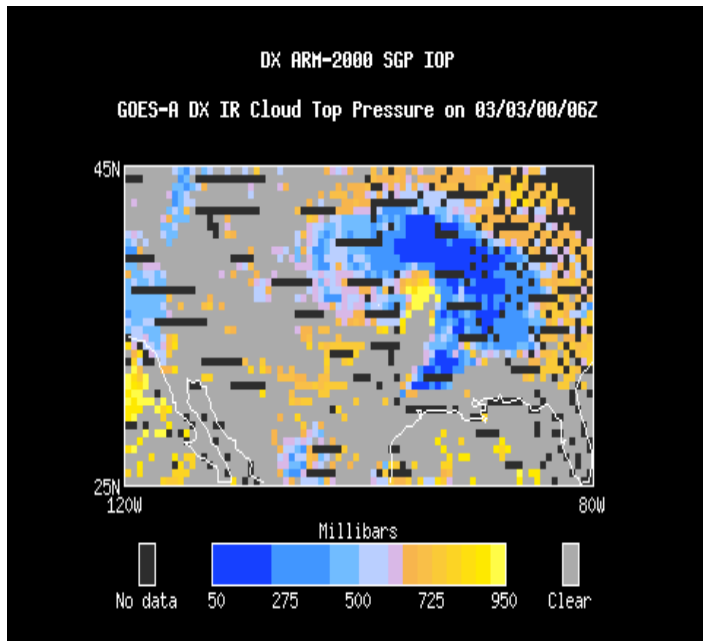 DX ARM-2000 SGP IOP
GOES-A DX IR Cloud Top Pressure on 03/03/00/06Z
45N
25N
120W 80W
Millibars
No data 50 275 500 725 950 Clear